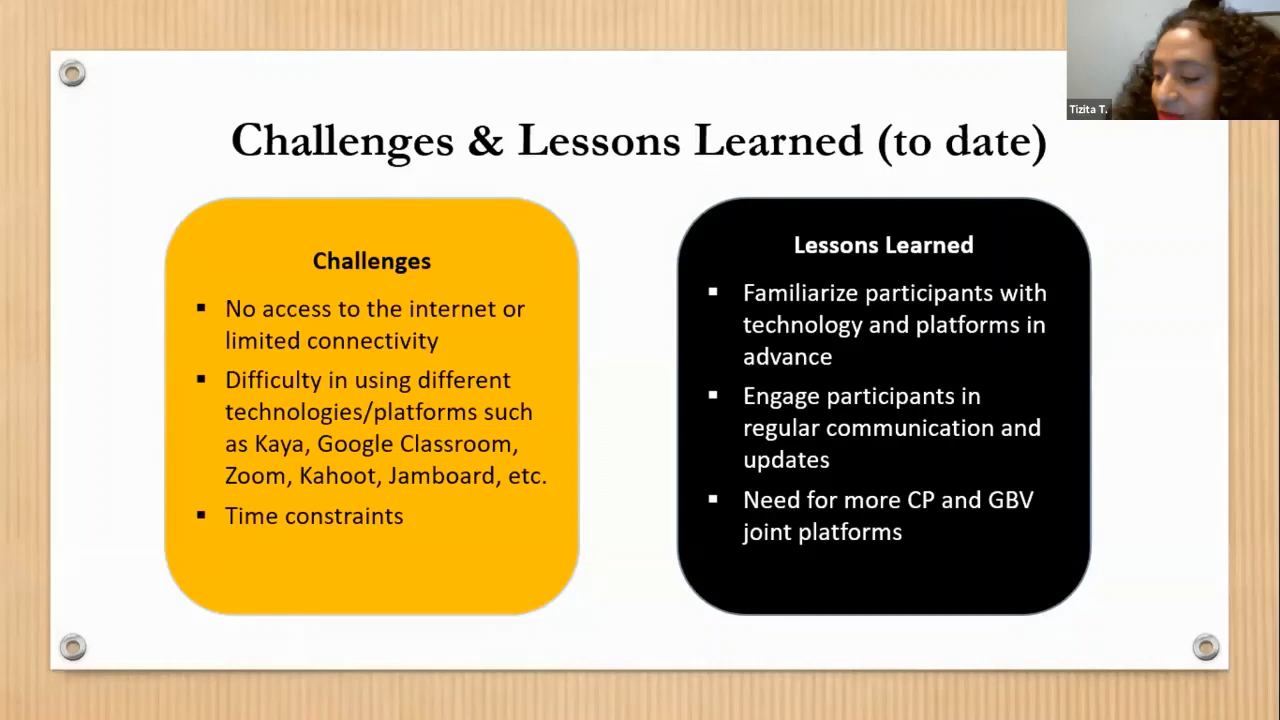 Tizita T.
Challenges & Lessons Learned (to date)
Challenges
▪ No access to the internet or
limited connectivity
▪ Difficulty in using different
technologies/platforms such
as Kaya, Google Classroom,
Zoom, Kahoot, Jamboard, etc.
▪ Time constraints
Lessons Learned
▪ Familiarize participants with
technology and platforms in
advance
▪ Engage participants in
regular communication and
updates
▪ Need for more CP and GBV
joint platforms